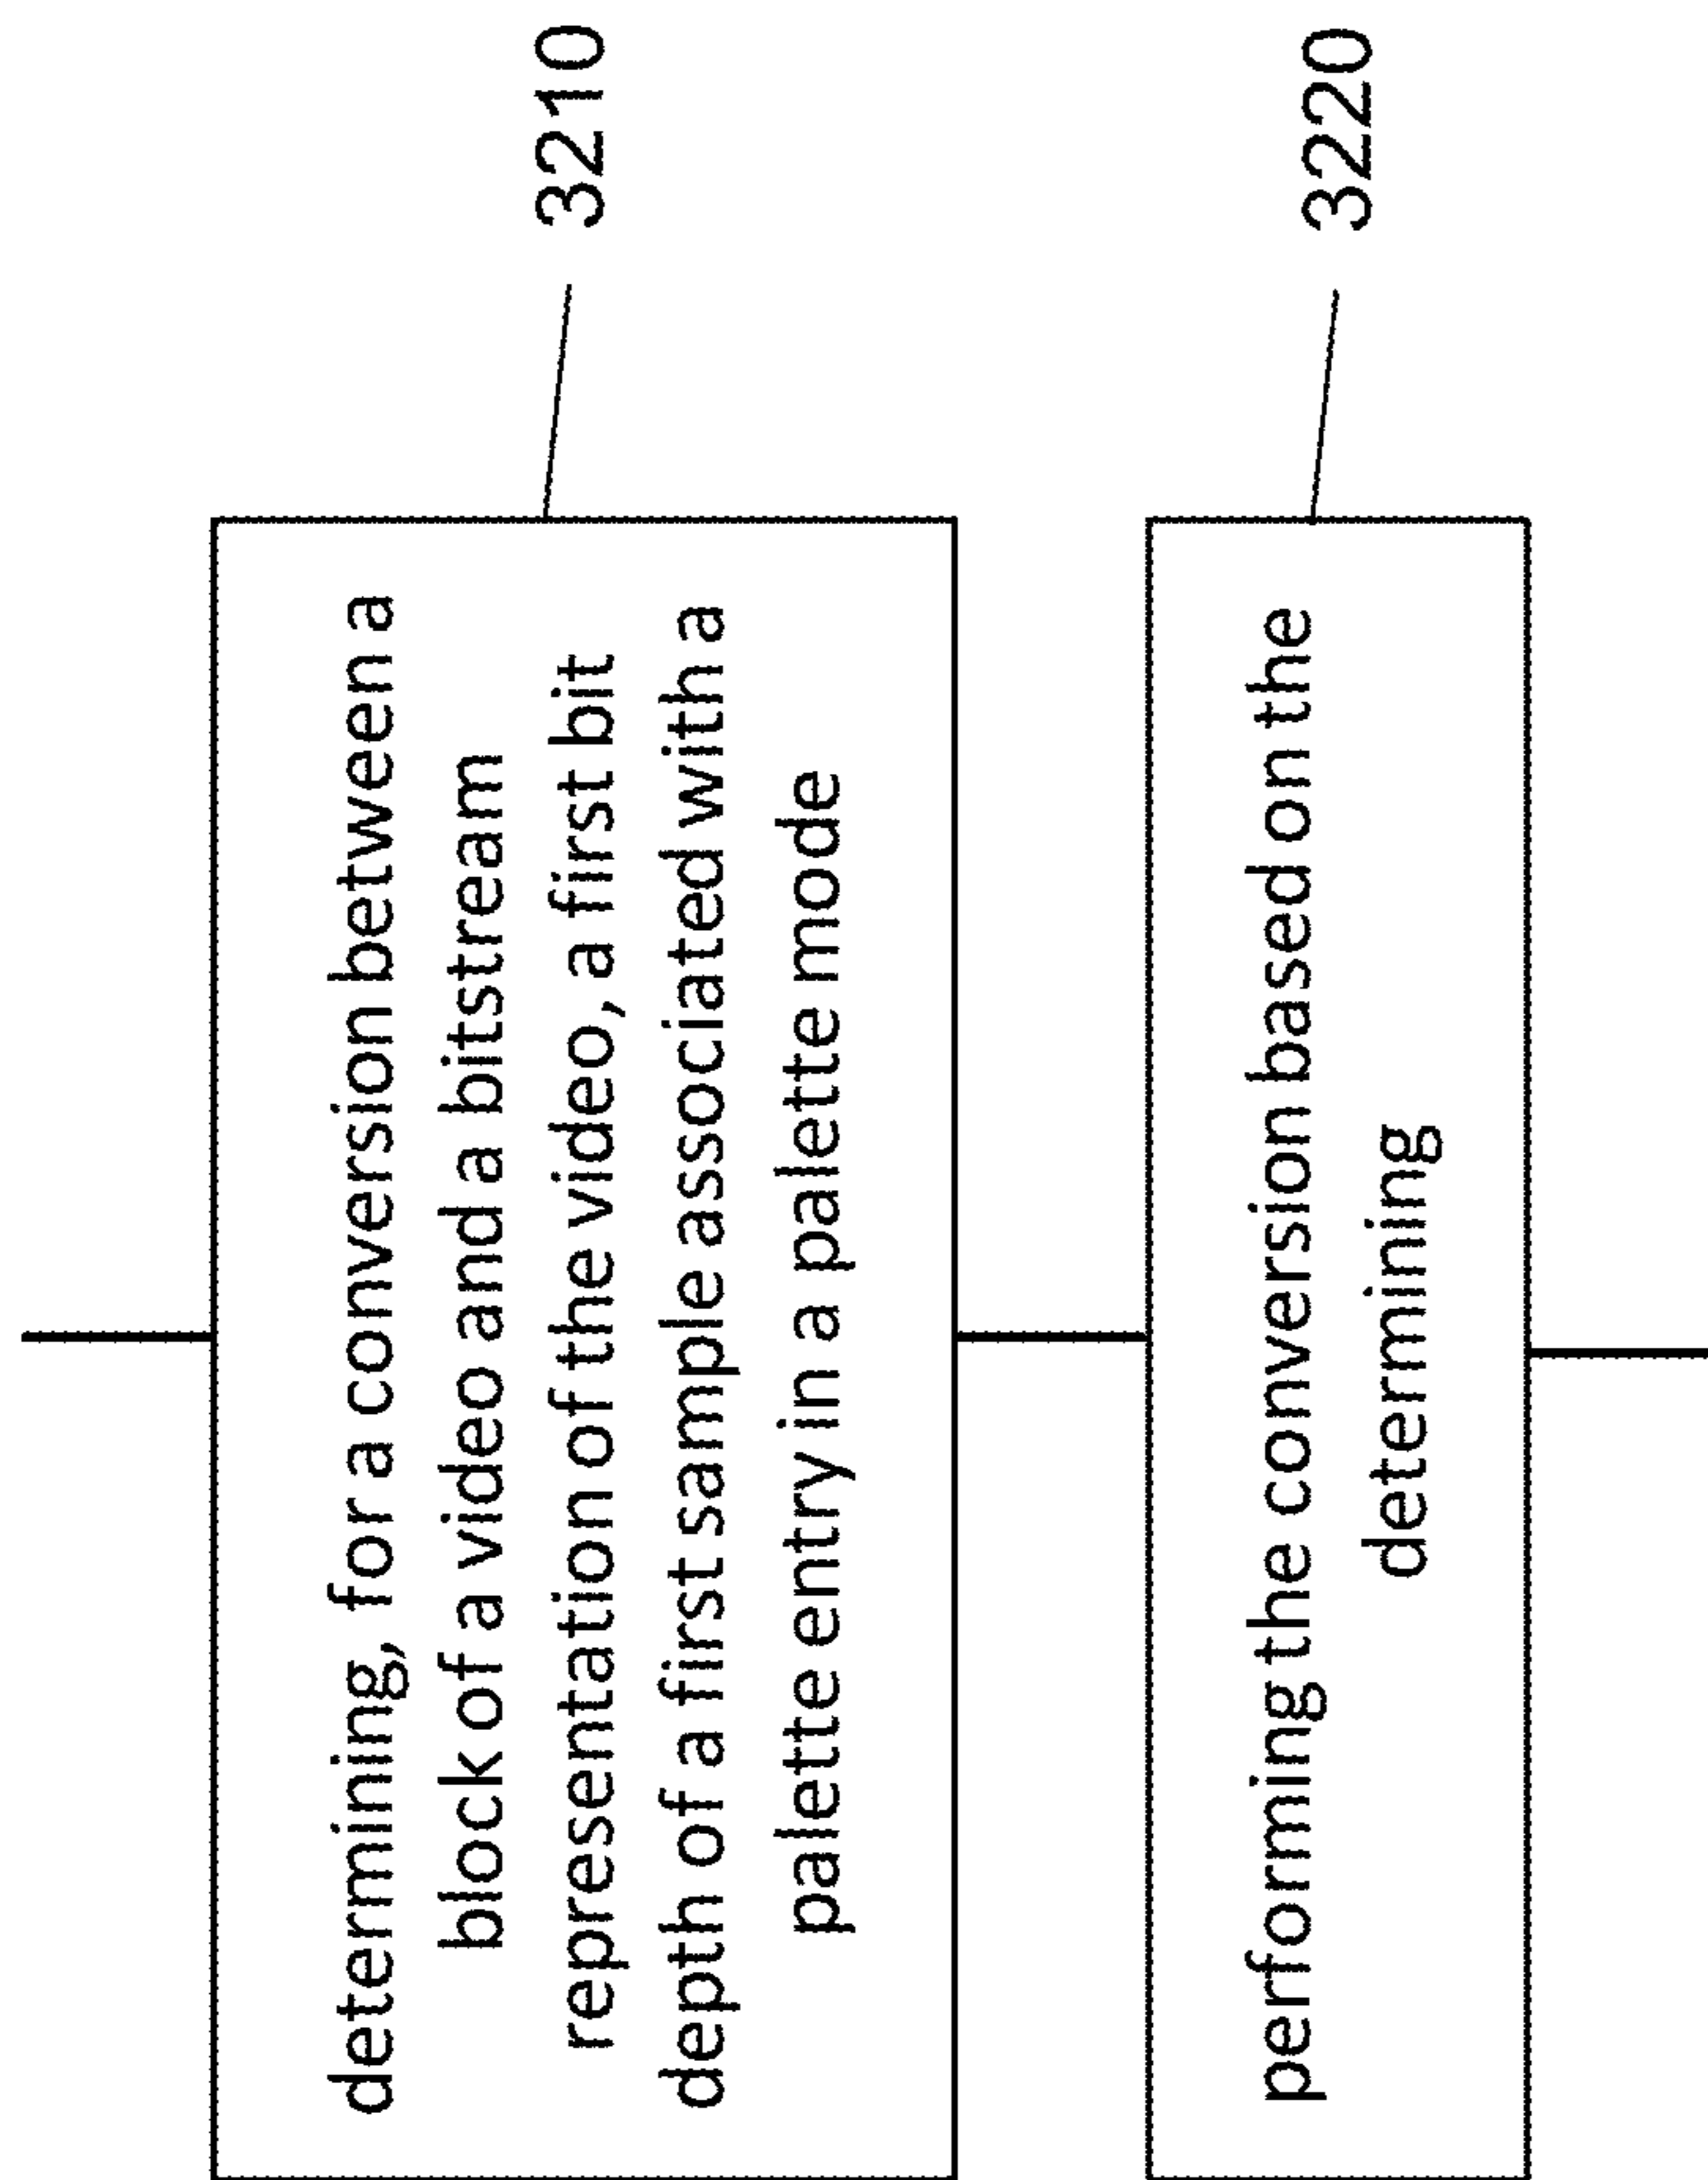 determining, for a conversion between a
block of a video and a bitstream
representation of the video, a first bit
depth of a first sample associated with a
palette entry in a palette mode
3210
performing the conversion based on the
determining
3220